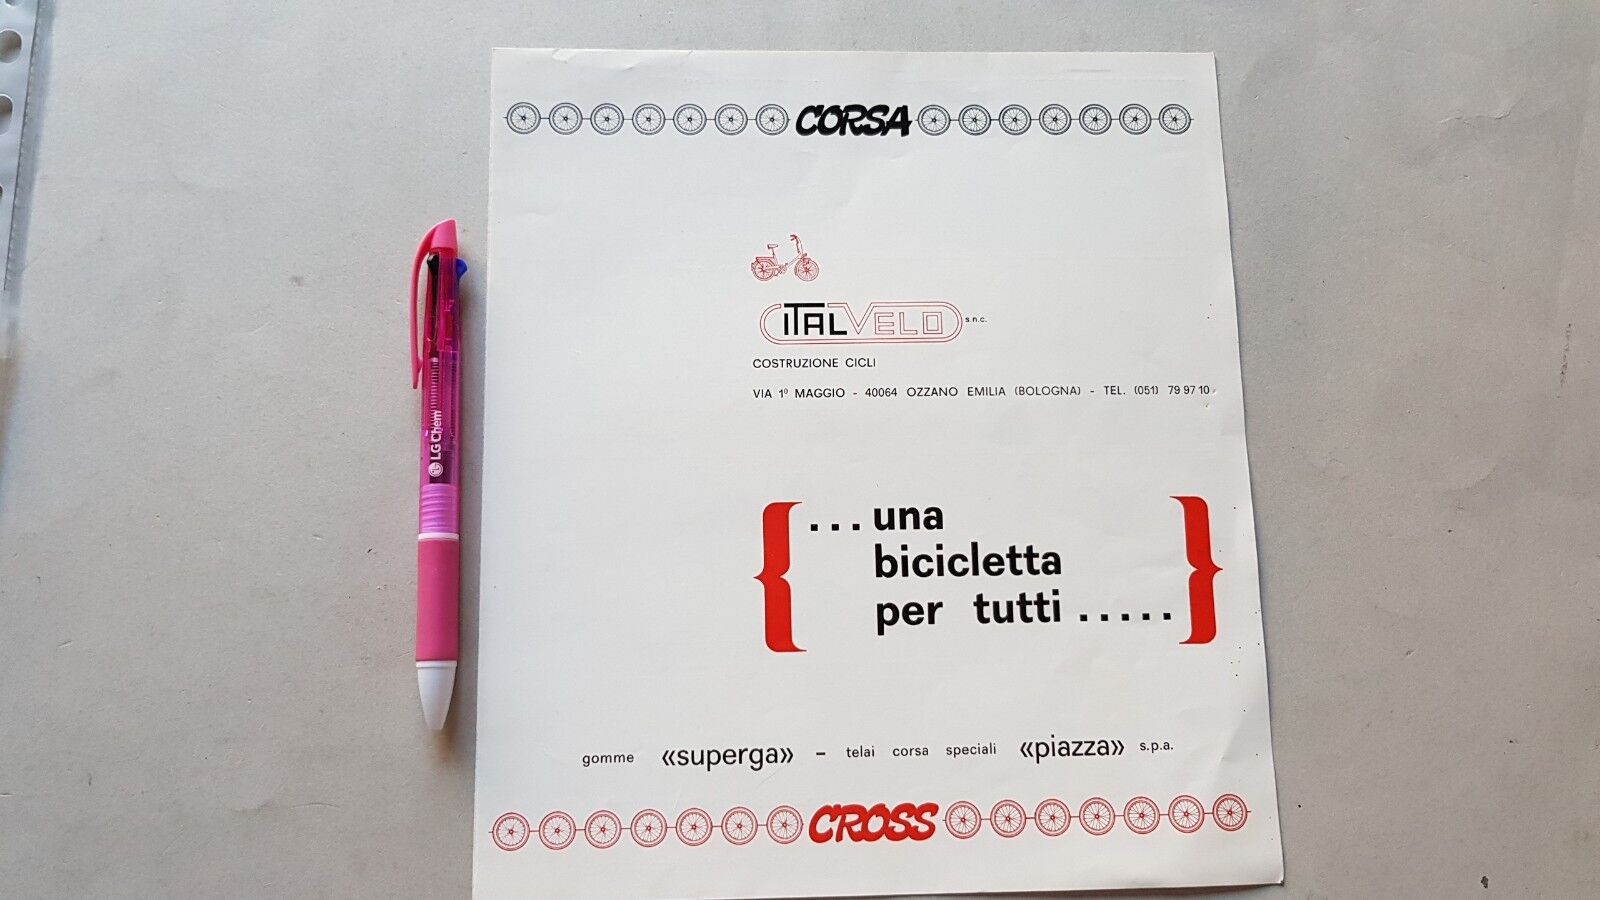 CORSA
ITALVELO s.n.c.
COSTRUZIONE CICLI
VIA 1º MAGGIO - 40064 OZZANO EMILIA (BOLOGNA) - TEL. (051) 79 97 10
...una
bicicletta
per tutti.....
gomme «superga» - telai corsa speciali «piazza» s.p.a.
CROSS
LG Chem